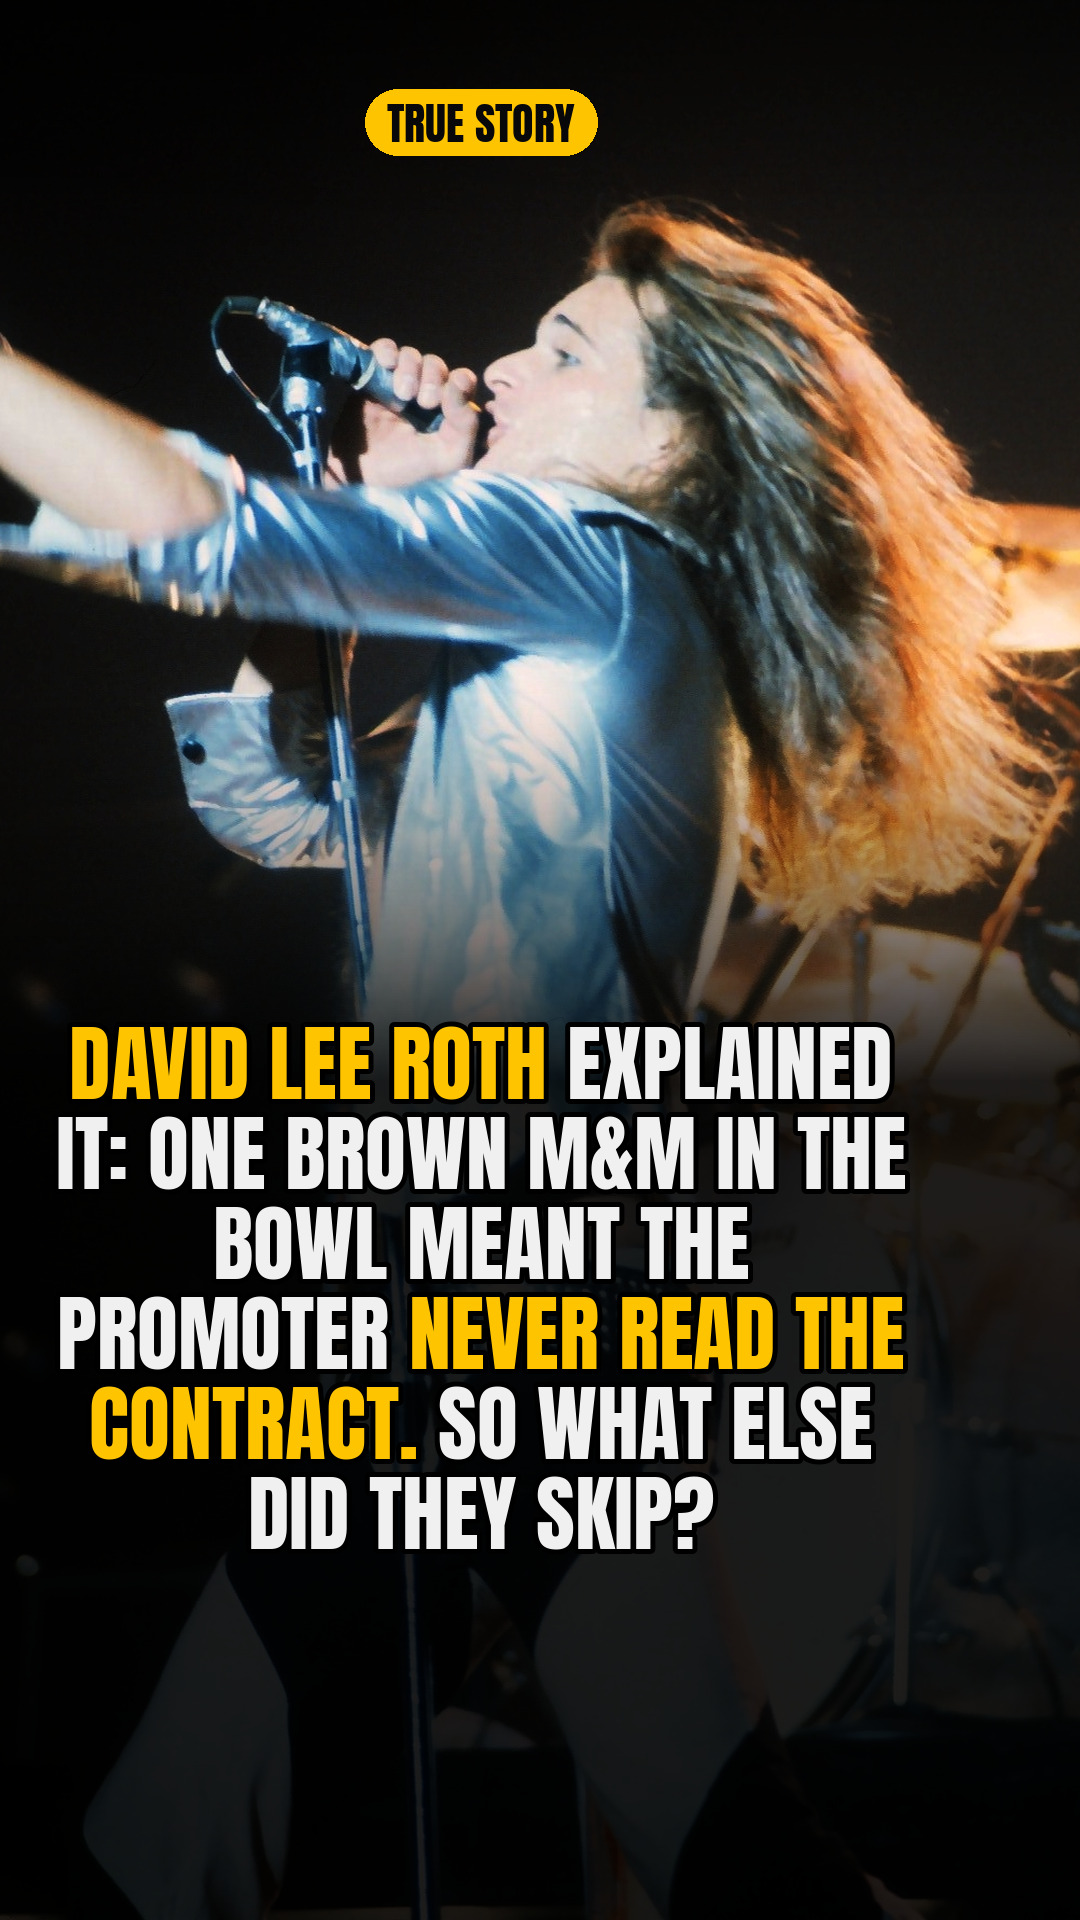 TRUE STORY
DAVID LEE ROTH EXPLAINED
IT: ONE BROWN M&M IN THE
BOWL MEANT THE
PROMOTER NEVER READ THE
CONTRACT. SO WHAT ELSE
DID THEY SKIP?